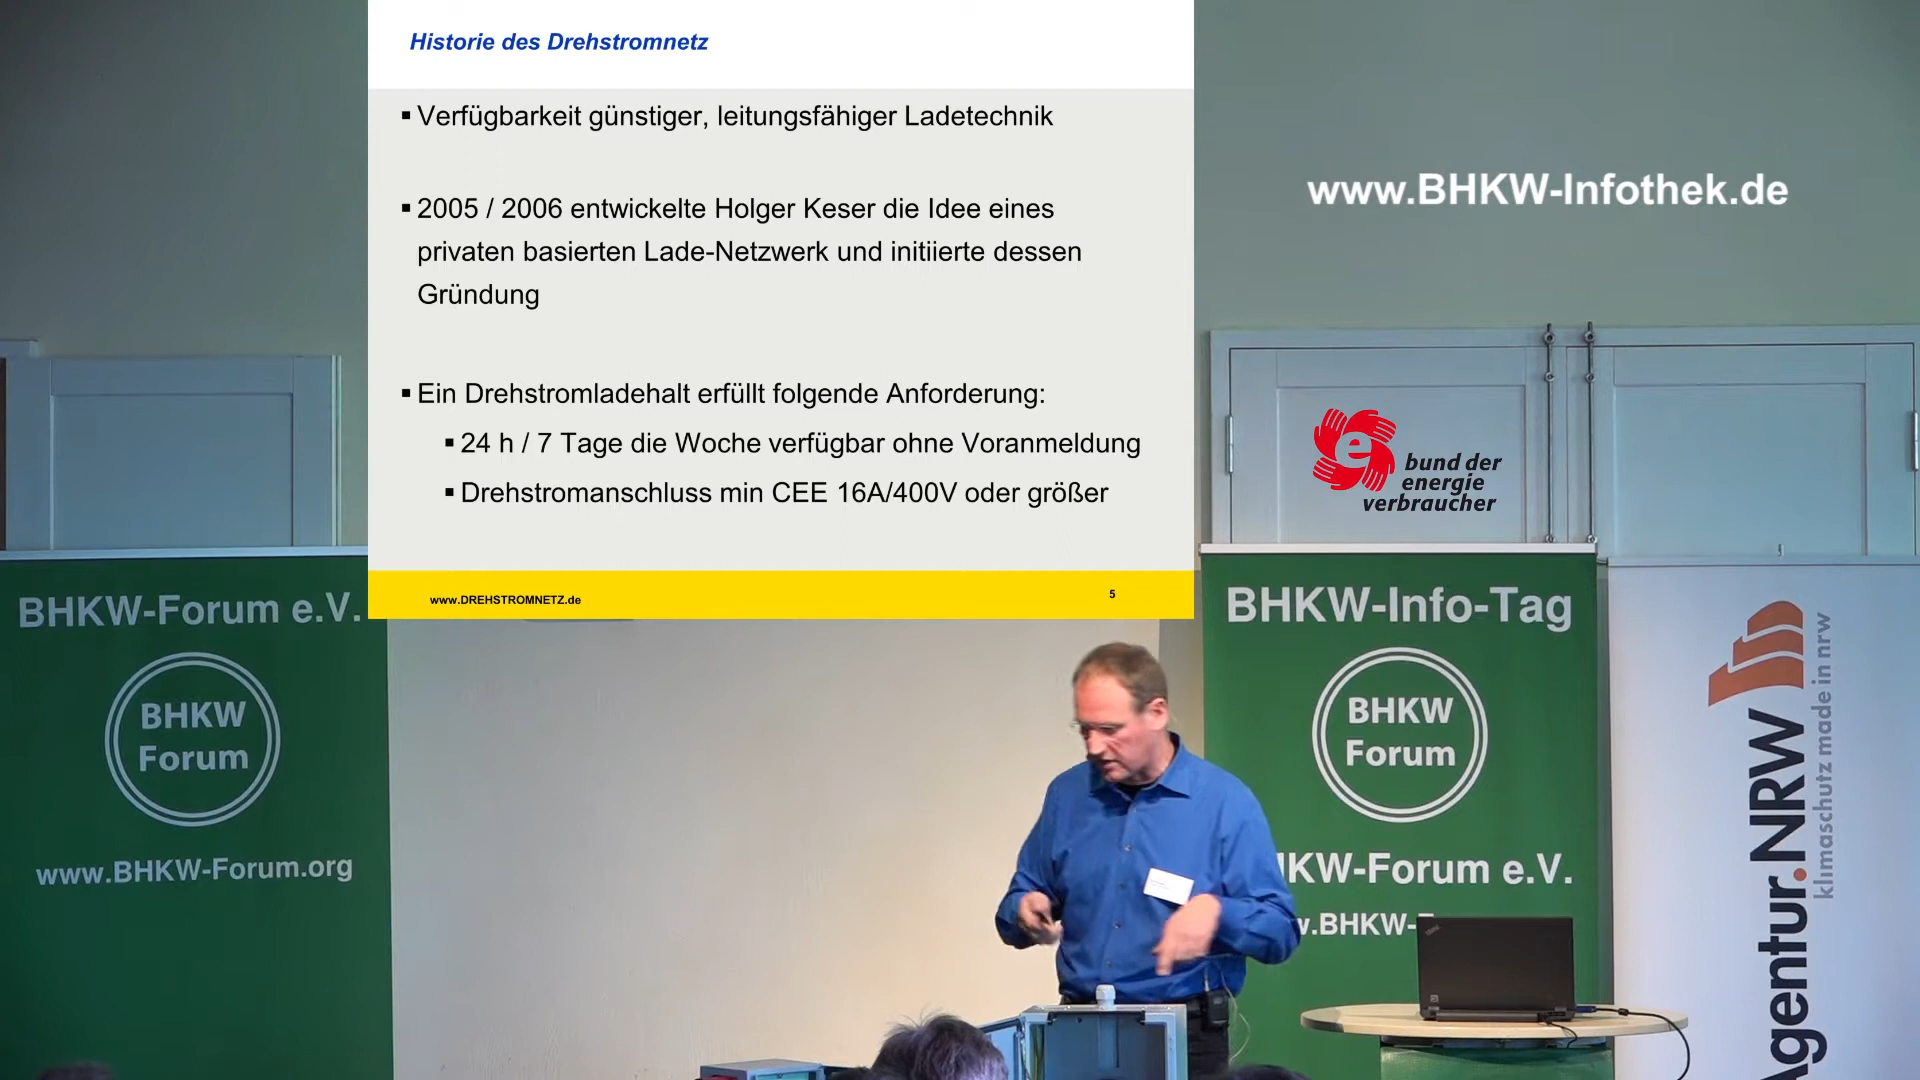 Historie des Drehstromnetz
▪ Verfügbarkeit günstiger, leitungsfähiger Ladetechnik
▪ 2005 / 2006 entwickelte Holger Keser die Idee eines
privaten basierten Lade-Netzwerk und initiierte dessen
Gründung
▪ Ein Drehstromladehalt erfüllt folgende Anforderung:
▪ 24 h / 7 Tage die Woche verfügbar ohne Voranmeldung
▪ Drehstromanschluss min CEE 16A/400V oder größer
www.DREHSTROMNETZ.de
5
www.BHKW-Infothek.de
e
bund der
energie
verbraucher
BHKW-Forum e.V.
BHKW
Forum
www.BHKW-Forum.org
BHKW-Info-Tag
BHKW
Forum
KW-Forum e.V.
.BHKW-
Agentur.NRW
klimaschutz made in nrw